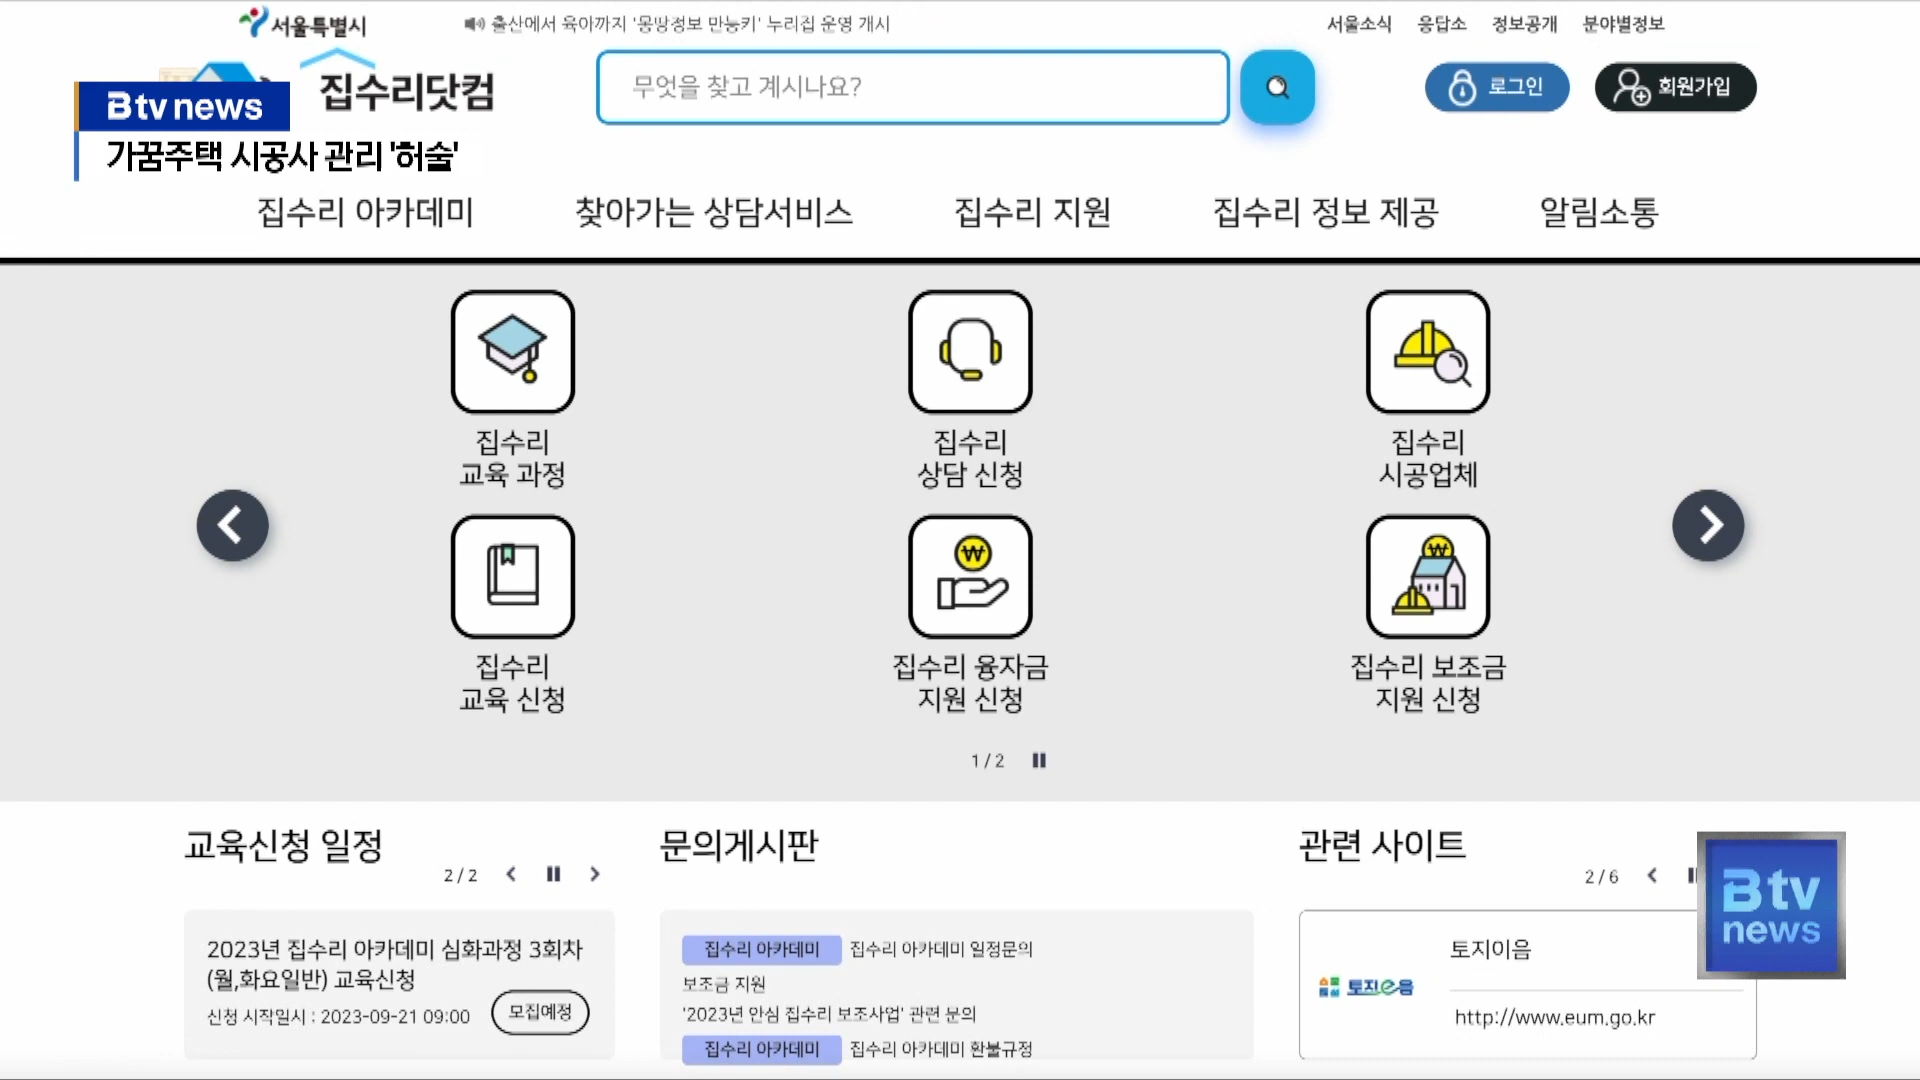 서울특별시
출산에서 육아까지 '몽땅정보 만능키' 누리집 운영 개시
서울소식 응답소 정보공개 분야별정보
집수리닷컴
무엇을 찾고 계시나요?
로그인
회원가입
B tv news
가꿈주택 시공사 관리 '허술'
집수리 아카데미 찾아가는 상담서비스 집수리 지원 집수리 정보 제공 알림소통
집수리
교육 과정
집수리
상담 신청
집수리
시공업체
집수리
교육 신청
집수리 융자금
지원 신청
집수리 보조금
지원 신청
1 / 2
교육신청 일정
2 / 2
2023년 집수리 아카데미 심화과정 3회차
(월,화요일반) 교육신청
신청 시작일시 : 2023-09-21 09:00
모집예정
문의게시판
집수리 아카데미 집수리 아카데미 일정문의
보조금 지원
'2023년 안심 집수리 보조사업' 관련 문의
집수리 아카데미 집수리 아카데미 환불규정
관련 사이트
2 / 6
토지이음
토지e음
http://www.eum.go.kr
B tv
news